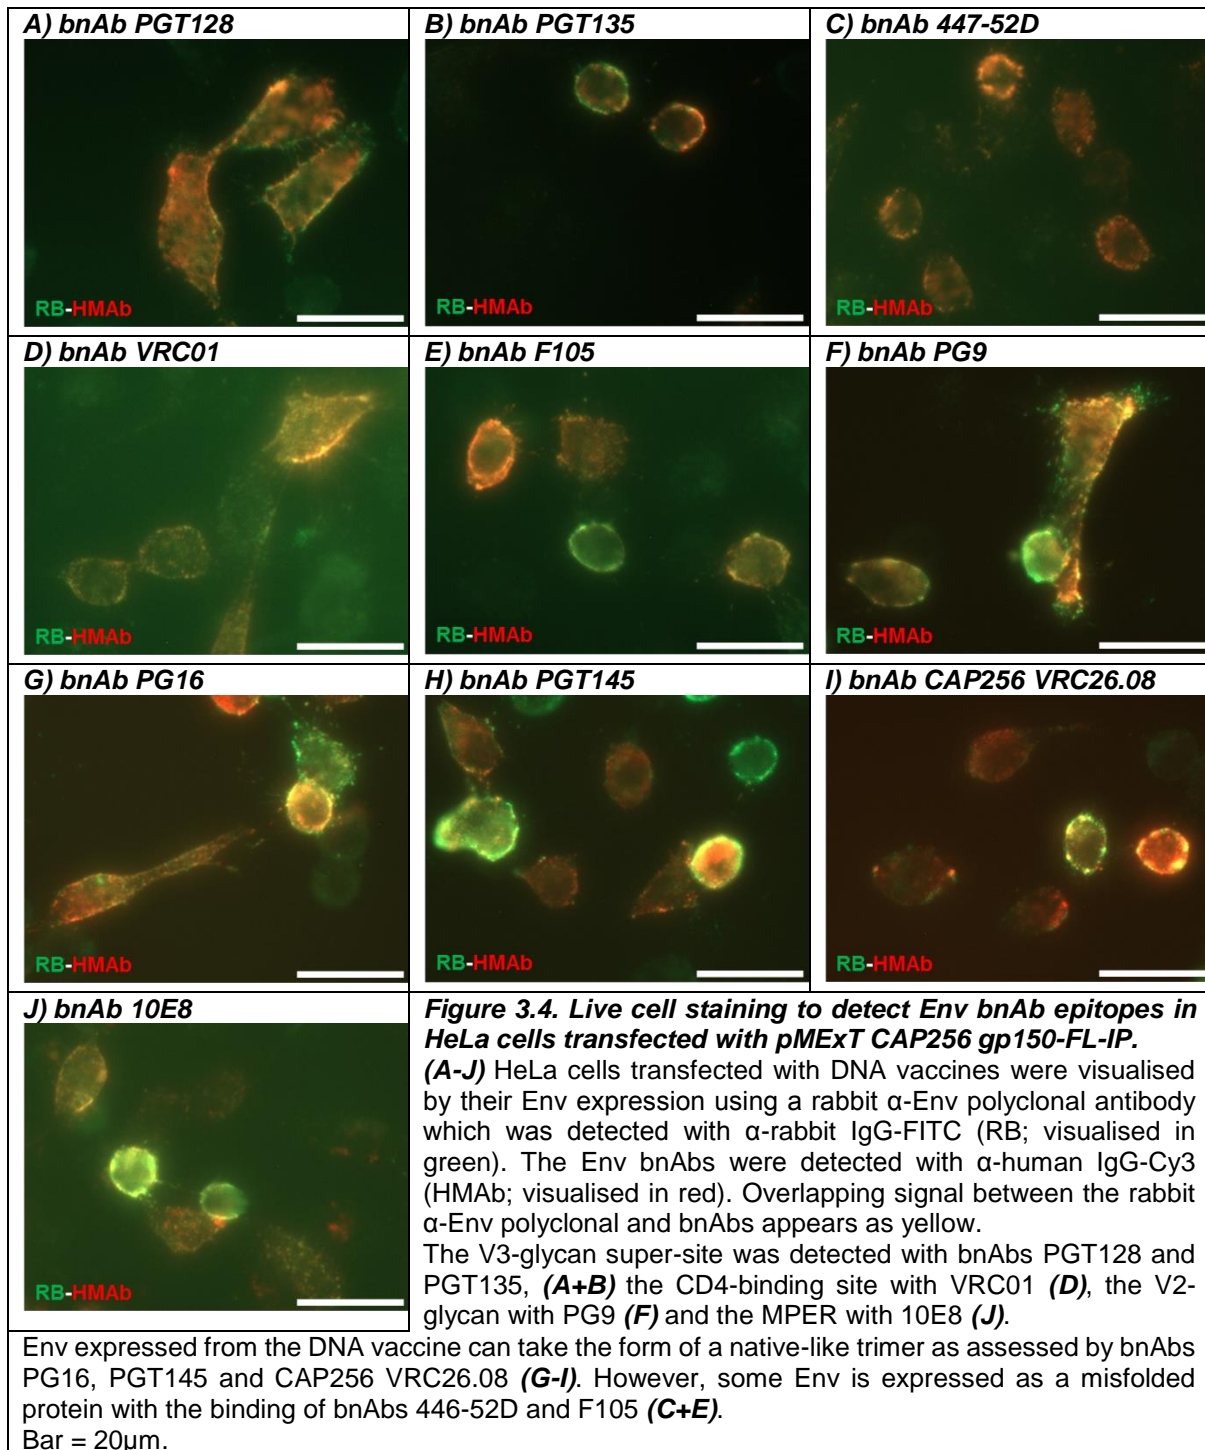 A) bnAb PGT128
B) bnAb PGT135
C) bnAb 447-52D
RB-HMAb
RB-HMAb
RB-HMAb
D) bnAb VRC01
E) bnAb F105
F) bnAb PG9
RB-HMAb
RB-HMAb
RB-HMAb
G) bnAb PG16
H) bnAb PGT145
I) bnAb CAP256 VRC26.08
RB-HMAb
RB-HMAb
RB-HMAb
J) bnAb 10E8
RB-HMAb
Figure 3.4. Live cell staining to detect Env bnAb epitopes in
HeLa cells transfected with pMExT CAP256 gp150-FL-IP.
(A-J) HeLa cells transfected with DNA vaccines were visualised
by their Env expression using a rabbit α-Env polyclonal antibody
which was detected with α-rabbit IgG-FITC (RB; visualised in
green). The Env bnAbs were detected with α-human IgG-Cy3
(HMAb; visualised in red). Overlapping signal between the rabbit
α-Env polyclonal and bnAbs appears as yellow.
The V3-glycan super-site was detected with bnAbs PGT128 and
PGT135, (A+B) the CD4-binding site with VRC01 (D), the V2-
glycan with PG9 (F) and the MPER with 10E8 (J).
Env expressed from the DNA vaccine can take the form of a native-like trimer as assessed by bnAbs
PG16, PGT145 and CAP256 VRC26.08 (G-I). However, some Env is expressed as a misfolded
protein with the binding of bnAbs 446-52D and F105 (C+E).
Bar = 20µm.